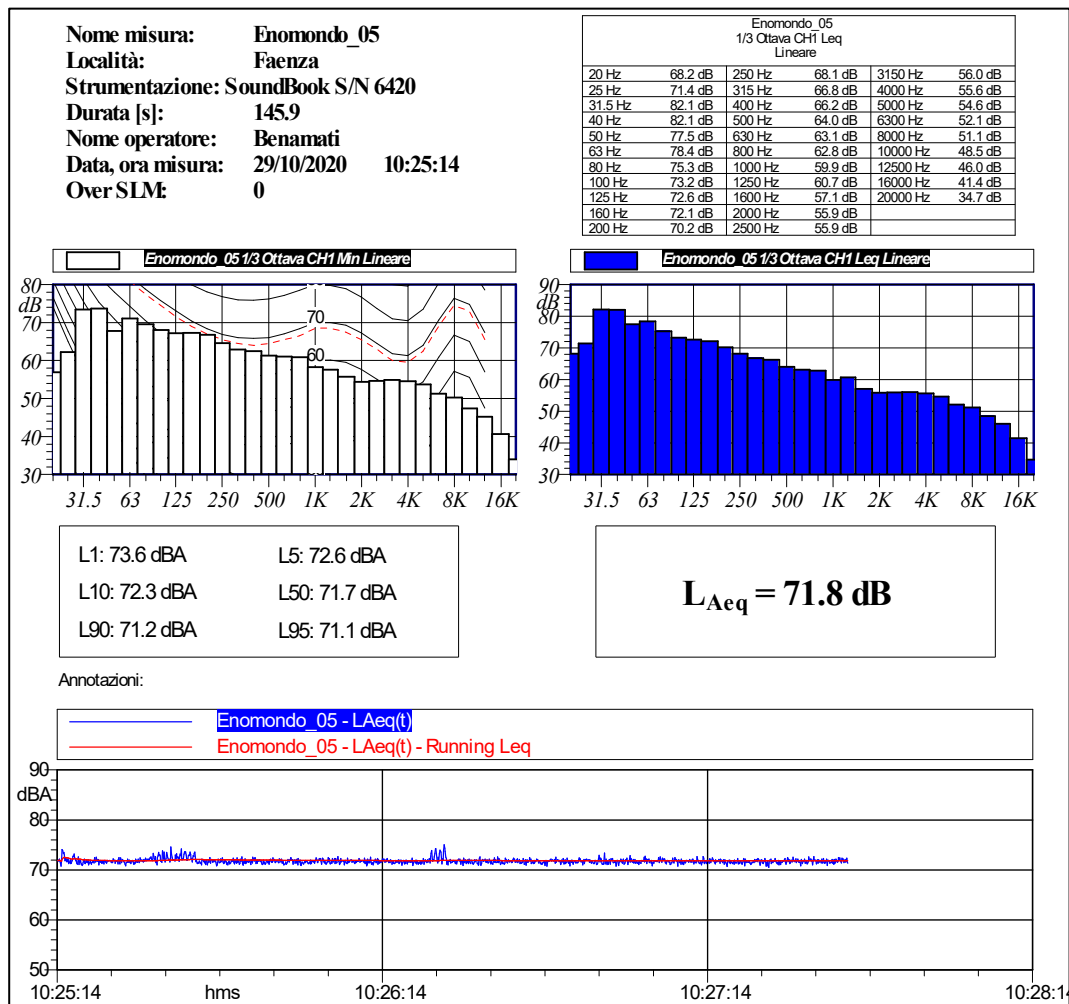 Nome misura: Enomondo_05
Località: Faenza
Strumentazione: SoundBook S/N 6420
Durata [s]: 145.9
Nome operatore: Benamati
Data, ora misura: 29/10/2020 10:25:14
Over SLM: 0
Enomondo_05
1/3 Ottava CH1 Leq
Lineare
20 Hz 68.2 dB 250 Hz 68.1 dB 3150 Hz 56.0 dB
25 Hz 71.4 dB 315 Hz 66.8 dB 4000 Hz 55.6 dB
31.5 Hz 82.1 dB 400 Hz 66.2 dB 5000 Hz 54.6 dB
40 Hz 82.1 dB 500 Hz 64.0 dB 6300 Hz 52.1 dB
50 Hz 77.5 dB 630 Hz 63.1 dB 8000 Hz 51.1 dB
63 Hz 78.4 dB 800 Hz 62.8 dB 10000 Hz 48.5 dB
80 Hz 75.3 dB 1000 Hz 59.9 dB 12500 Hz 46.0 dB
100 Hz 73.2 dB 1250 Hz 60.7 dB 16000 Hz 41.4 dB
125 Hz 72.6 dB 1600 Hz 57.1 dB 20000 Hz 34.7 dB
160 Hz 72.1 dB 2000 Hz 55.9 dB
200 Hz 70.2 dB 2500 Hz 55.9 dB
Enomondo_05 1/3 Ottava CH1 Min Lineare
80
dB
70
60
50
40
30
70
60
31.5 63 125 250 500 1K 2K 4K 8K 16K
Enomondo_05 1/3 Ottava CH1 Leq Lineare
90
dB
80
70
60
50
40
30
31.5 63 125 250 500 1K 2K 4K 8K 16K
L1: 73.6 dBA L5: 72.6 dBA
L10: 72.3 dBA L50: 71.7 dBA
L90: 71.2 dBA L95: 71.1 dBA
LAeq = 71.8 dB
Annotazioni:
Enomondo_05 - LAeq(t)
Enomondo_05 - LAeq(t) - Running Leq
90
dBA
80
70
60
50
10:25:14 hms 10:26:14 10:27:14 10:28:14